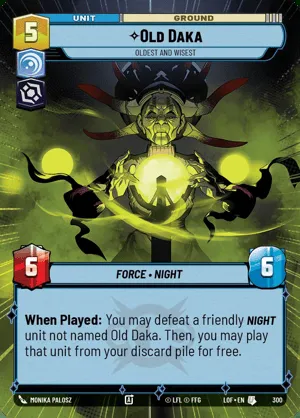 UNIT GROUND
5
✧OLD DAKA
OLDEST AND WISEST
6
6
FORCE • NIGHT
When Played: You may defeat a friendly NIGHT
unit not named Old Daka. Then, you may play
that unit from your discard pile for free.
MONIKA PALOSZ
© LFL © FFG
LOF • EN
300